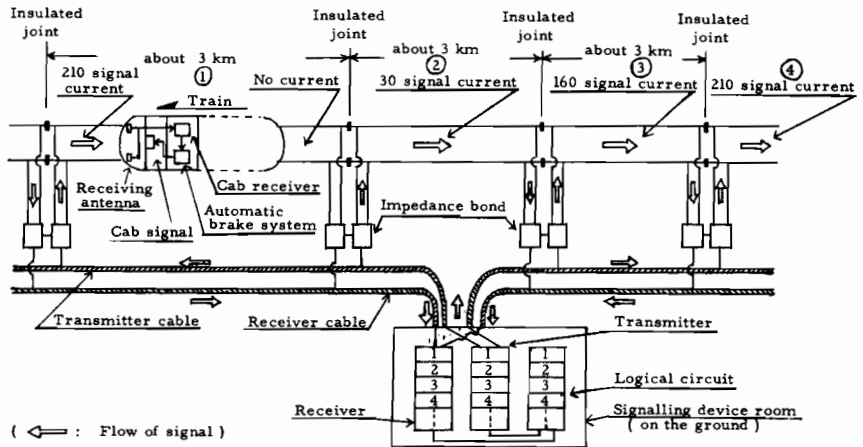 Insulated
joint
about 3 km
①
210 signal
current
Train
Insulated
joint
about 3 km
②
No current
30 signal current
Insulated
joint
about 3 km
③
160 signal current
Insulated
joint
④
210 signal current
Receiving
antenna
Cab signal
Cab receiver
Automatic
brake system
Impedance bond
Transmitter cable
Receiver cable
Transmitter
1
2
3
4
1
2
3
4
1
2
3
4
Logical circuit
Receiver
Signalling device room
( on the ground )
( : Flow of signal )